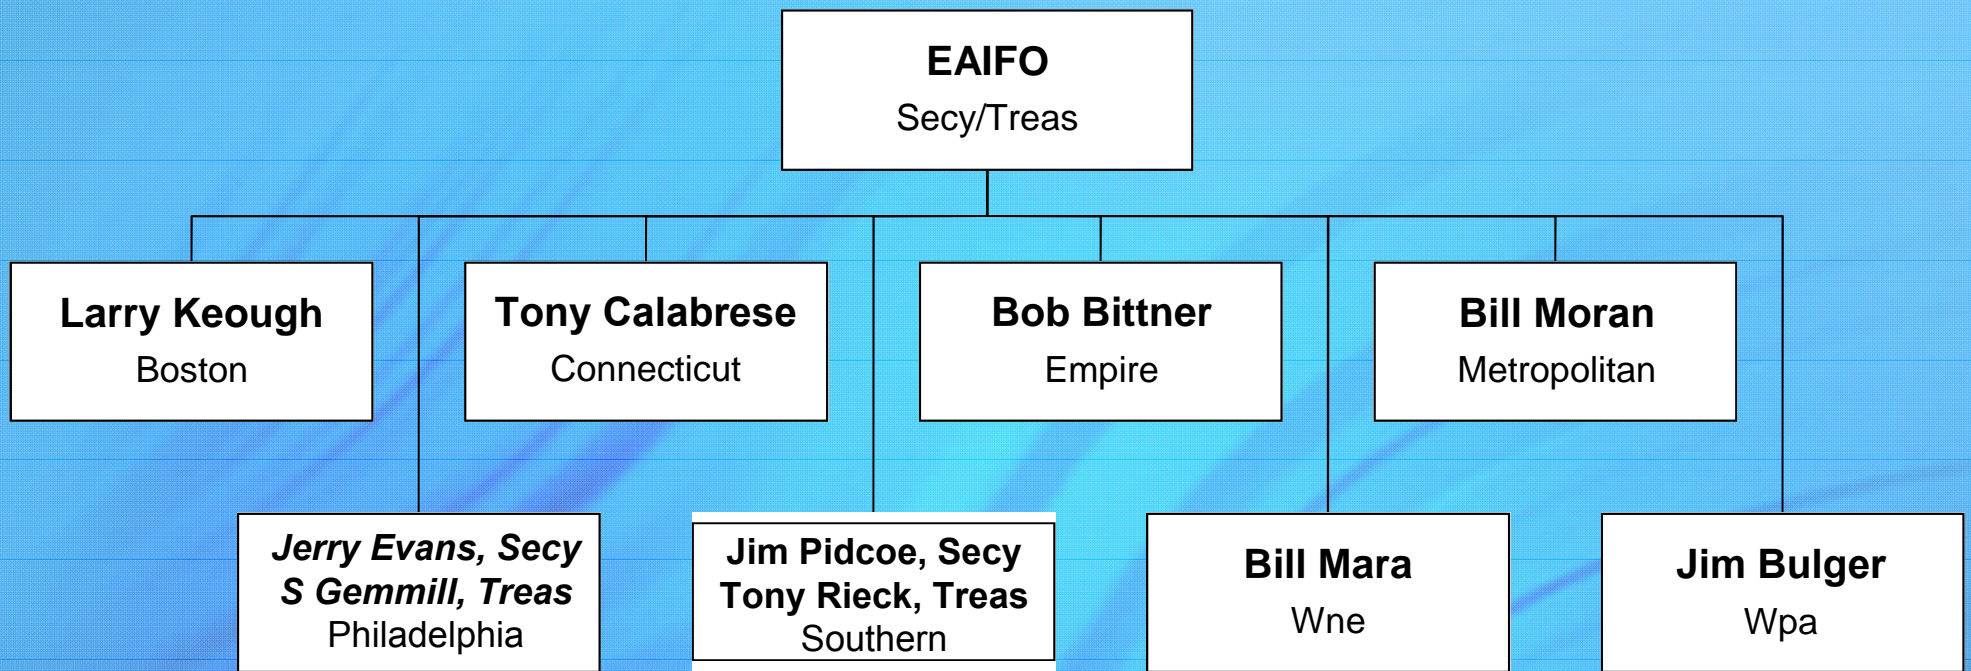 EAIFO
Secy/Treas
Larry Keough
Boston
Tony Calabrese
Connecticut
Bob Bittner
Empire
Bill Moran
Metropolitan
Jerry Evans, Secy
S Gemmill, Treas
Philadelphia
Jim Pidcoe, Secy
Tony Rieck, Treas
Southern
Bill Mara
Wne
Jim Bulger
Wpa